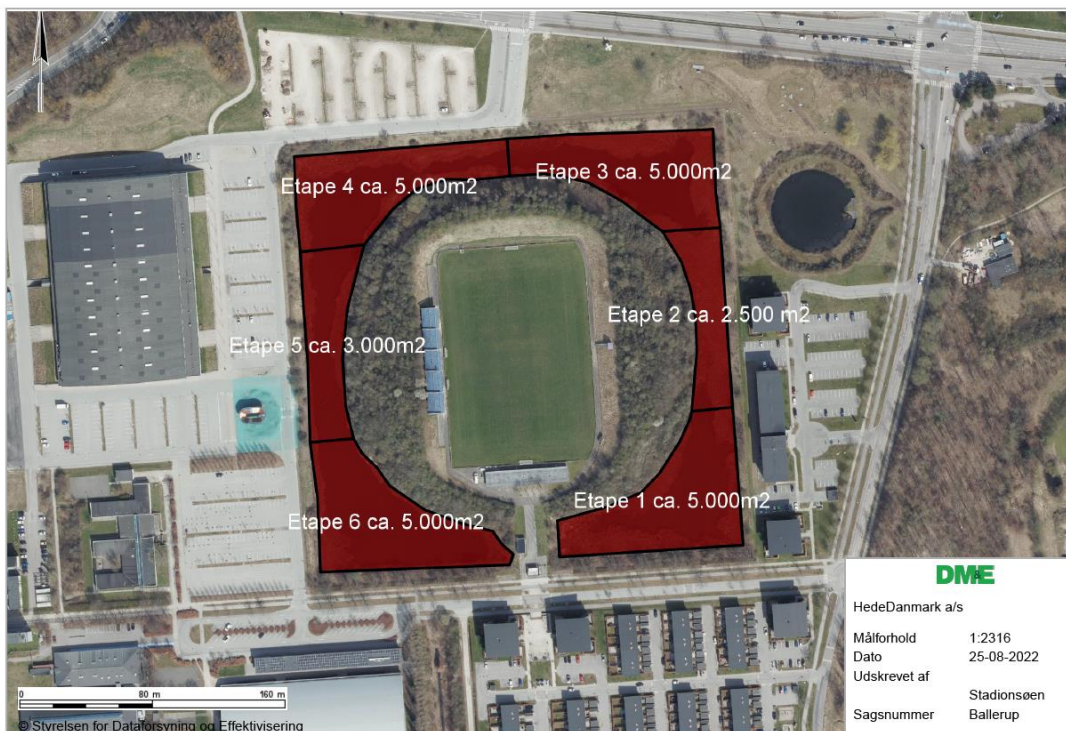 Etape 4 ca. 5.000m2
Etape 3 ca. 5.000m2
Etape 5 ca. 3.000m2
Etape 2 ca. 2.500 m2
Etape 6 ca. 5.000m2
Etape 1 ca. 5.000m2
DM&E
HedeDanmark a/s
Målforhold 1:2316
Dato 25-08-2022
Udskrevet af
Stadionsøen
Sagsnummer Ballerup
0 80 m 160 m
© Styrelsen for Dataforsyning og Effektivisering